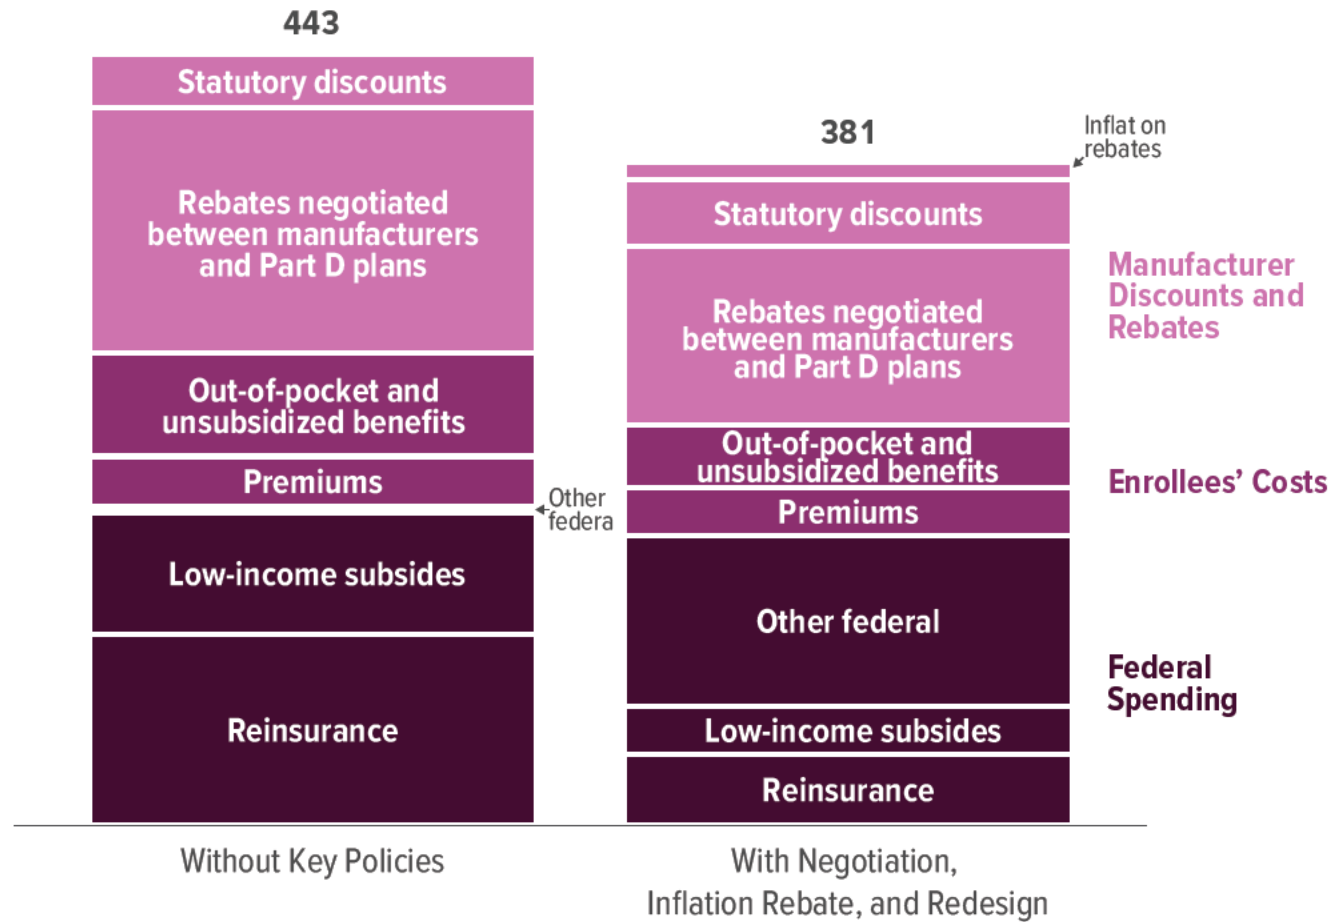 443
Statutory discounts
Rebates negotiated
between manufacturers
and Part D plans
Out-of-pocket and
unsubsidized benefits
Premiums
Other
federa
Low-income subsides
Reinsurance
Without Key Policies
381
Inflat on
rebates
Statutory discounts
Rebates negotiated
between manufacturers
and Part D plans
Out-of-pocket and
unsubsidized benefits
Premiums
Other federal
Low-income subsides
Reinsurance
With Negotiation,
Inflation Rebate, and Redesign
Manufacturer
Discounts and
Rebates
Enrollees’ Costs
Federal
Spending